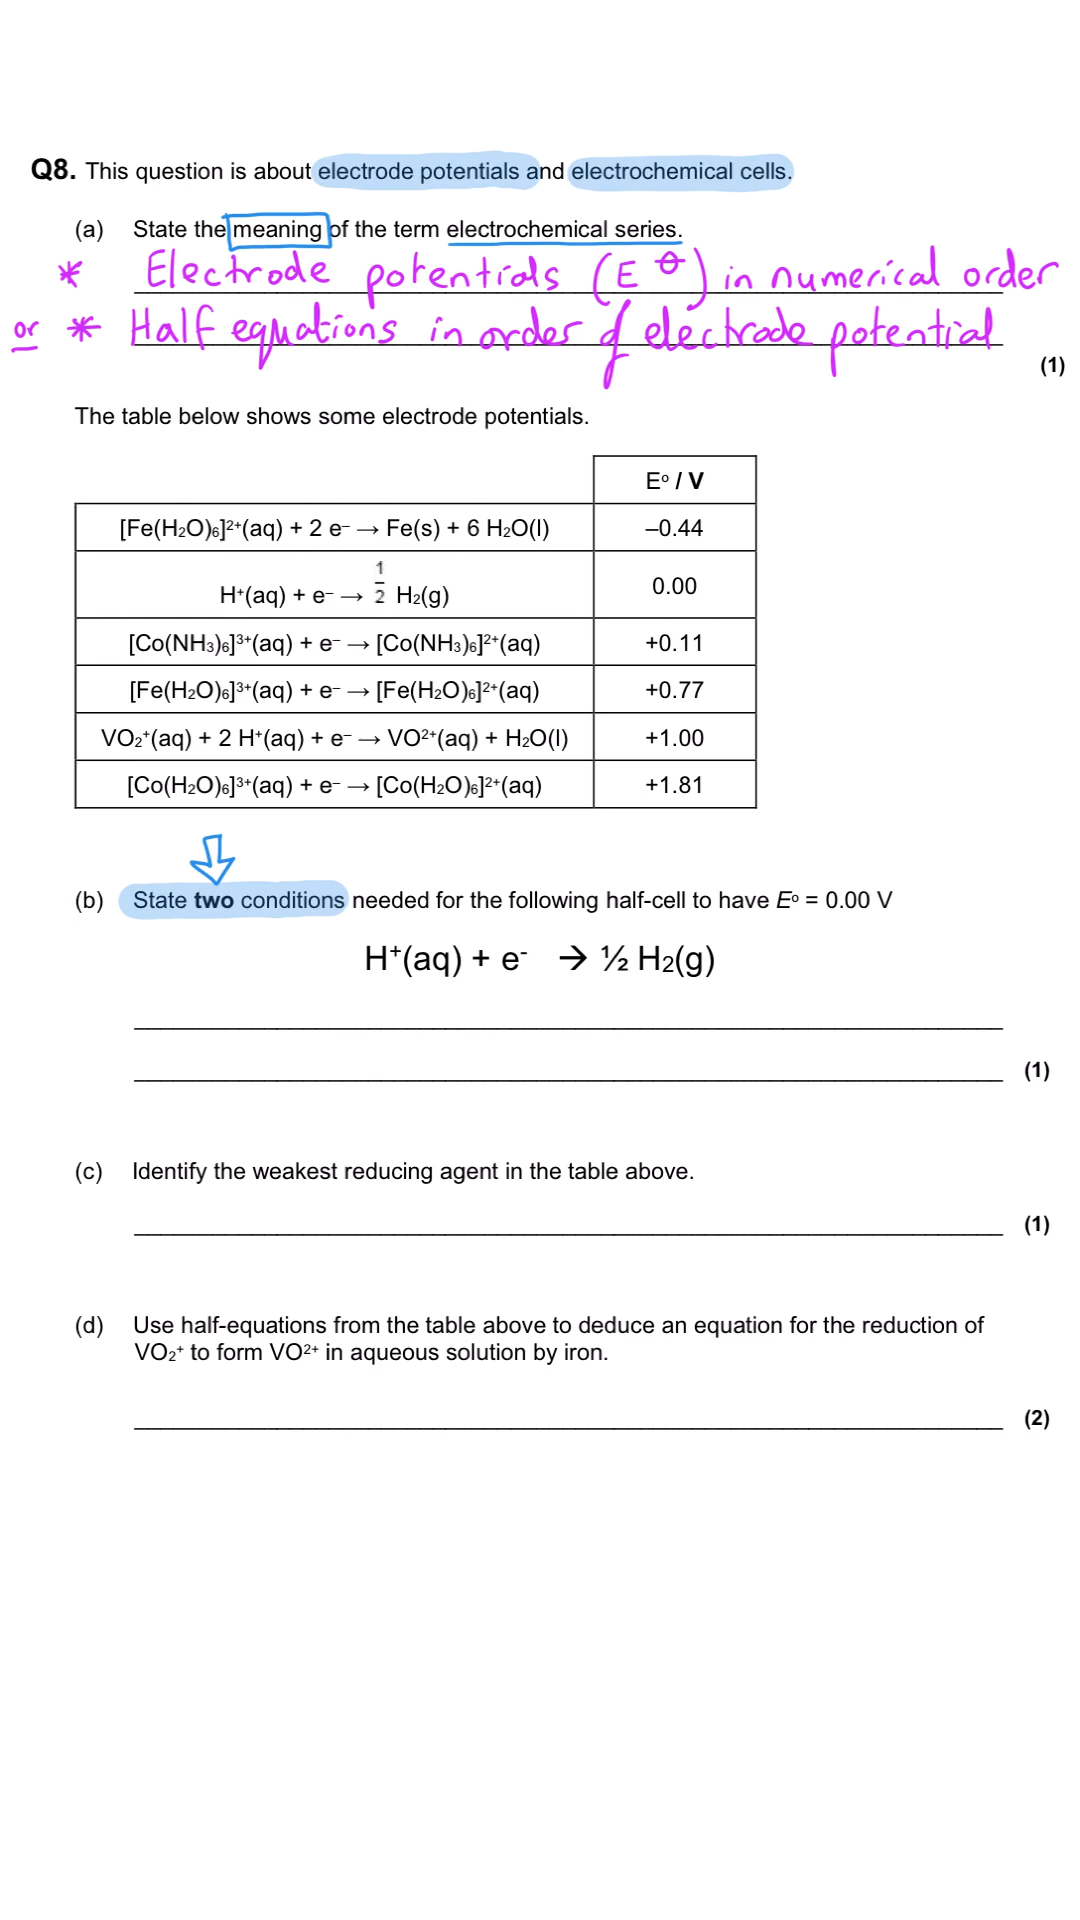 Q8. This question is about electrode potentials and electrochemical cells.
(a) State the meaning of the term electrochemical series.
* Electrode potentials (E ⦵) in numerical order
or * Half equations in order of electrode potential
(1)
The table below shows some electrode potentials.
Eº / V
[Fe(H₂O)₆]²⁺(aq) + 2 e⁻ → Fe(s) + 6 H₂O(l) –0.44
H⁺(aq) + e⁻ → 1/2 H₂(g) 0.00
[Co(NH₃)₆]³⁺(aq) + e⁻ → [Co(NH₃)₆]²⁺(aq) +0.11
[Fe(H₂O)₆]³⁺(aq) + e⁻ → [Fe(H₂O)₆]²⁺(aq) +0.77
VO₂⁺(aq) + 2 H⁺(aq) + e⁻ → VO²⁺(aq) + H₂O(l) +1.00
[Co(H₂O)₆]³⁺(aq) + e⁻ → [Co(H₂O)₆]²⁺(aq) +1.81
(b) State two conditions needed for the following half-cell to have Eº = 0.00 V
H⁺(aq) + e⁻ → ½ H₂(g)
(1)
(c) Identify the weakest reducing agent in the table above.
(1)
(d) Use half-equations from the table above to deduce an equation for the reduction of
VO₂⁺ to form VO²⁺ in aqueous solution by iron.
(2)